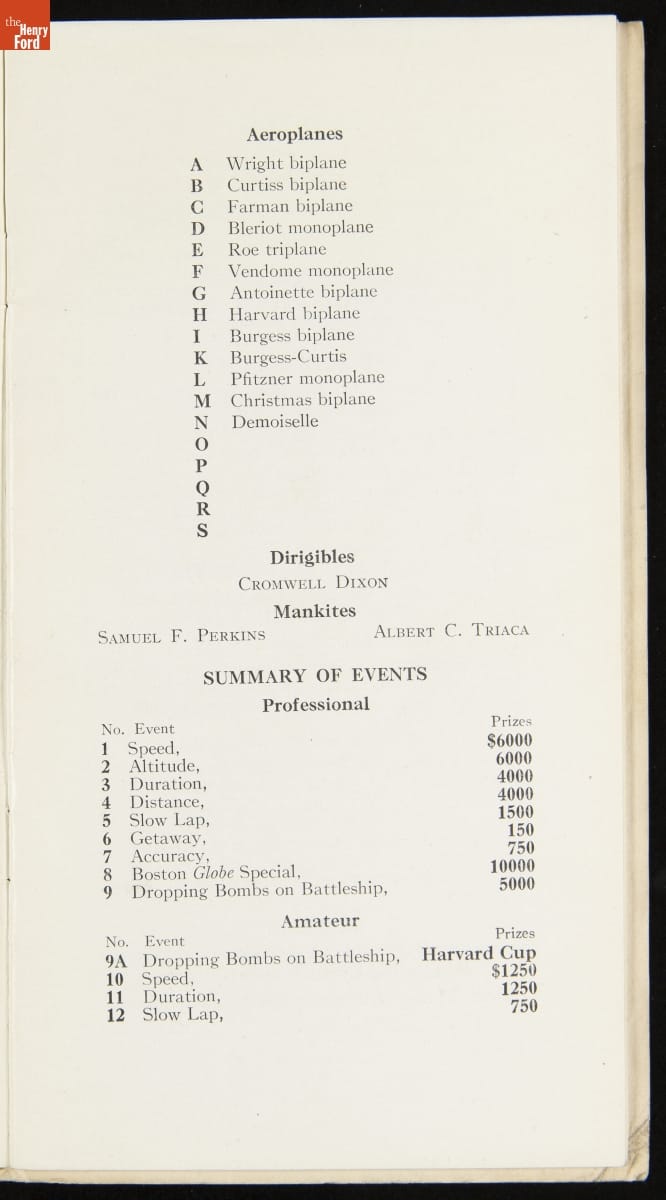 the
Henry
Ford
Aeroplanes
A Wright biplane
B Curtiss biplane
C Farman biplane
D Bleriot monoplane
E Roe triplane
F Vendome monoplane
G Antoinette biplane
H Harvard biplane
I Burgess biplane
K Burgess-Curtis
L Pfitzner monoplane
M Christmas biplane
N Demoiselle
O
P
Q
R
S
Dirigibles
Cromwell Dixon
Mankites
Samuel F. Perkins Albert C. Triaca
SUMMARY OF EVENTS
Professional
No. Event Prizes
1 Speed, $6000
2 Altitude, 6000
3 Duration, 4000
4 Distance, 4000
5 Slow Lap, 1500
6 Getaway, 150
7 Accuracy, 750
8 Boston Globe Special, 10000
9 Dropping Bombs on Battleship, 5000
Amateur
No. Event Prizes
9A Dropping Bombs on Battleship, Harvard Cup
10 Speed, $1250
11 Duration, 1250
12 Slow Lap, 750